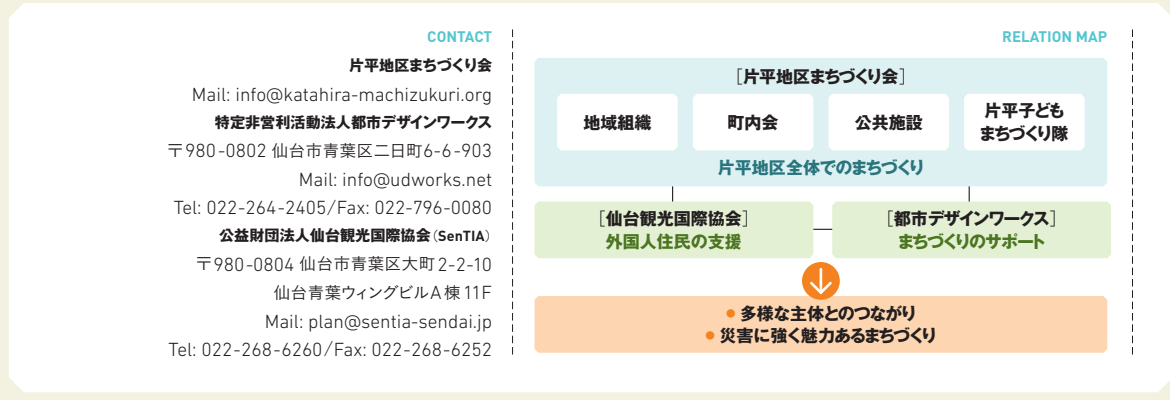 CONTACT
片平地区まちづくり会
Mail: info@katahira-machizukuri.org
特定非営利活動法人都市デザインワークス
〒980-0802 仙台市青葉区二日町6-6-903
Mail: info@udworks.net
Tel: 022-264-2405/Fax: 022-796-0080
公益財団法人仙台観光国際協会(SenTIA)
〒980-0804 仙台市青葉区大町2-2-10
仙台青葉ウィングビルA棟11F
Mail: plan@sentia-sendai.jp
Tel: 022-268-6260/Fax: 022-268-6252
RELATION MAP
[片平地区まちづくり会]
地域組織
町内会
公共施設
片平子ども
まちづくり隊
片平地区全体でのまちづくり
[仙台観光国際協会]
外国人住民の支援
[都市デザインワークス]
まちづくりのサポート
● 多様な主体とのつながり
● 災害に強く魅力あるまちづくり